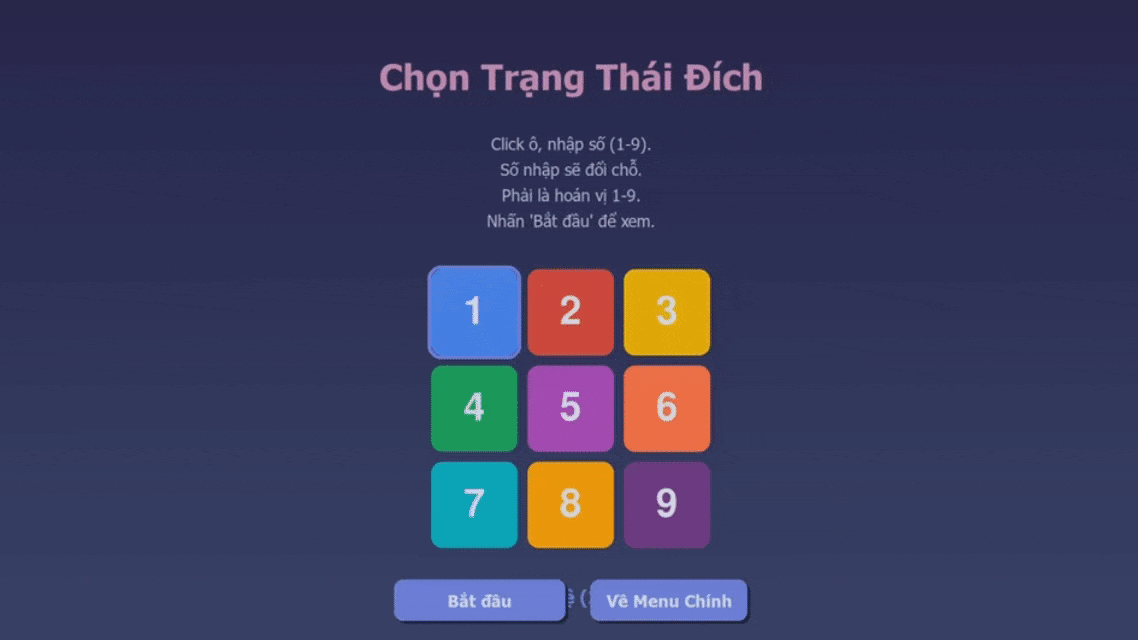 Chọn Trạng Thái Đích
Click ô, nhập số (1-9).
Số nhập sẽ đổi chỗ.
Phải là hoán vị 1-9.
Nhấn 'Bắt đầu' để xem.
1 2 3
4 5 6
7 8 9
Bắt đầu Về Menu Chính